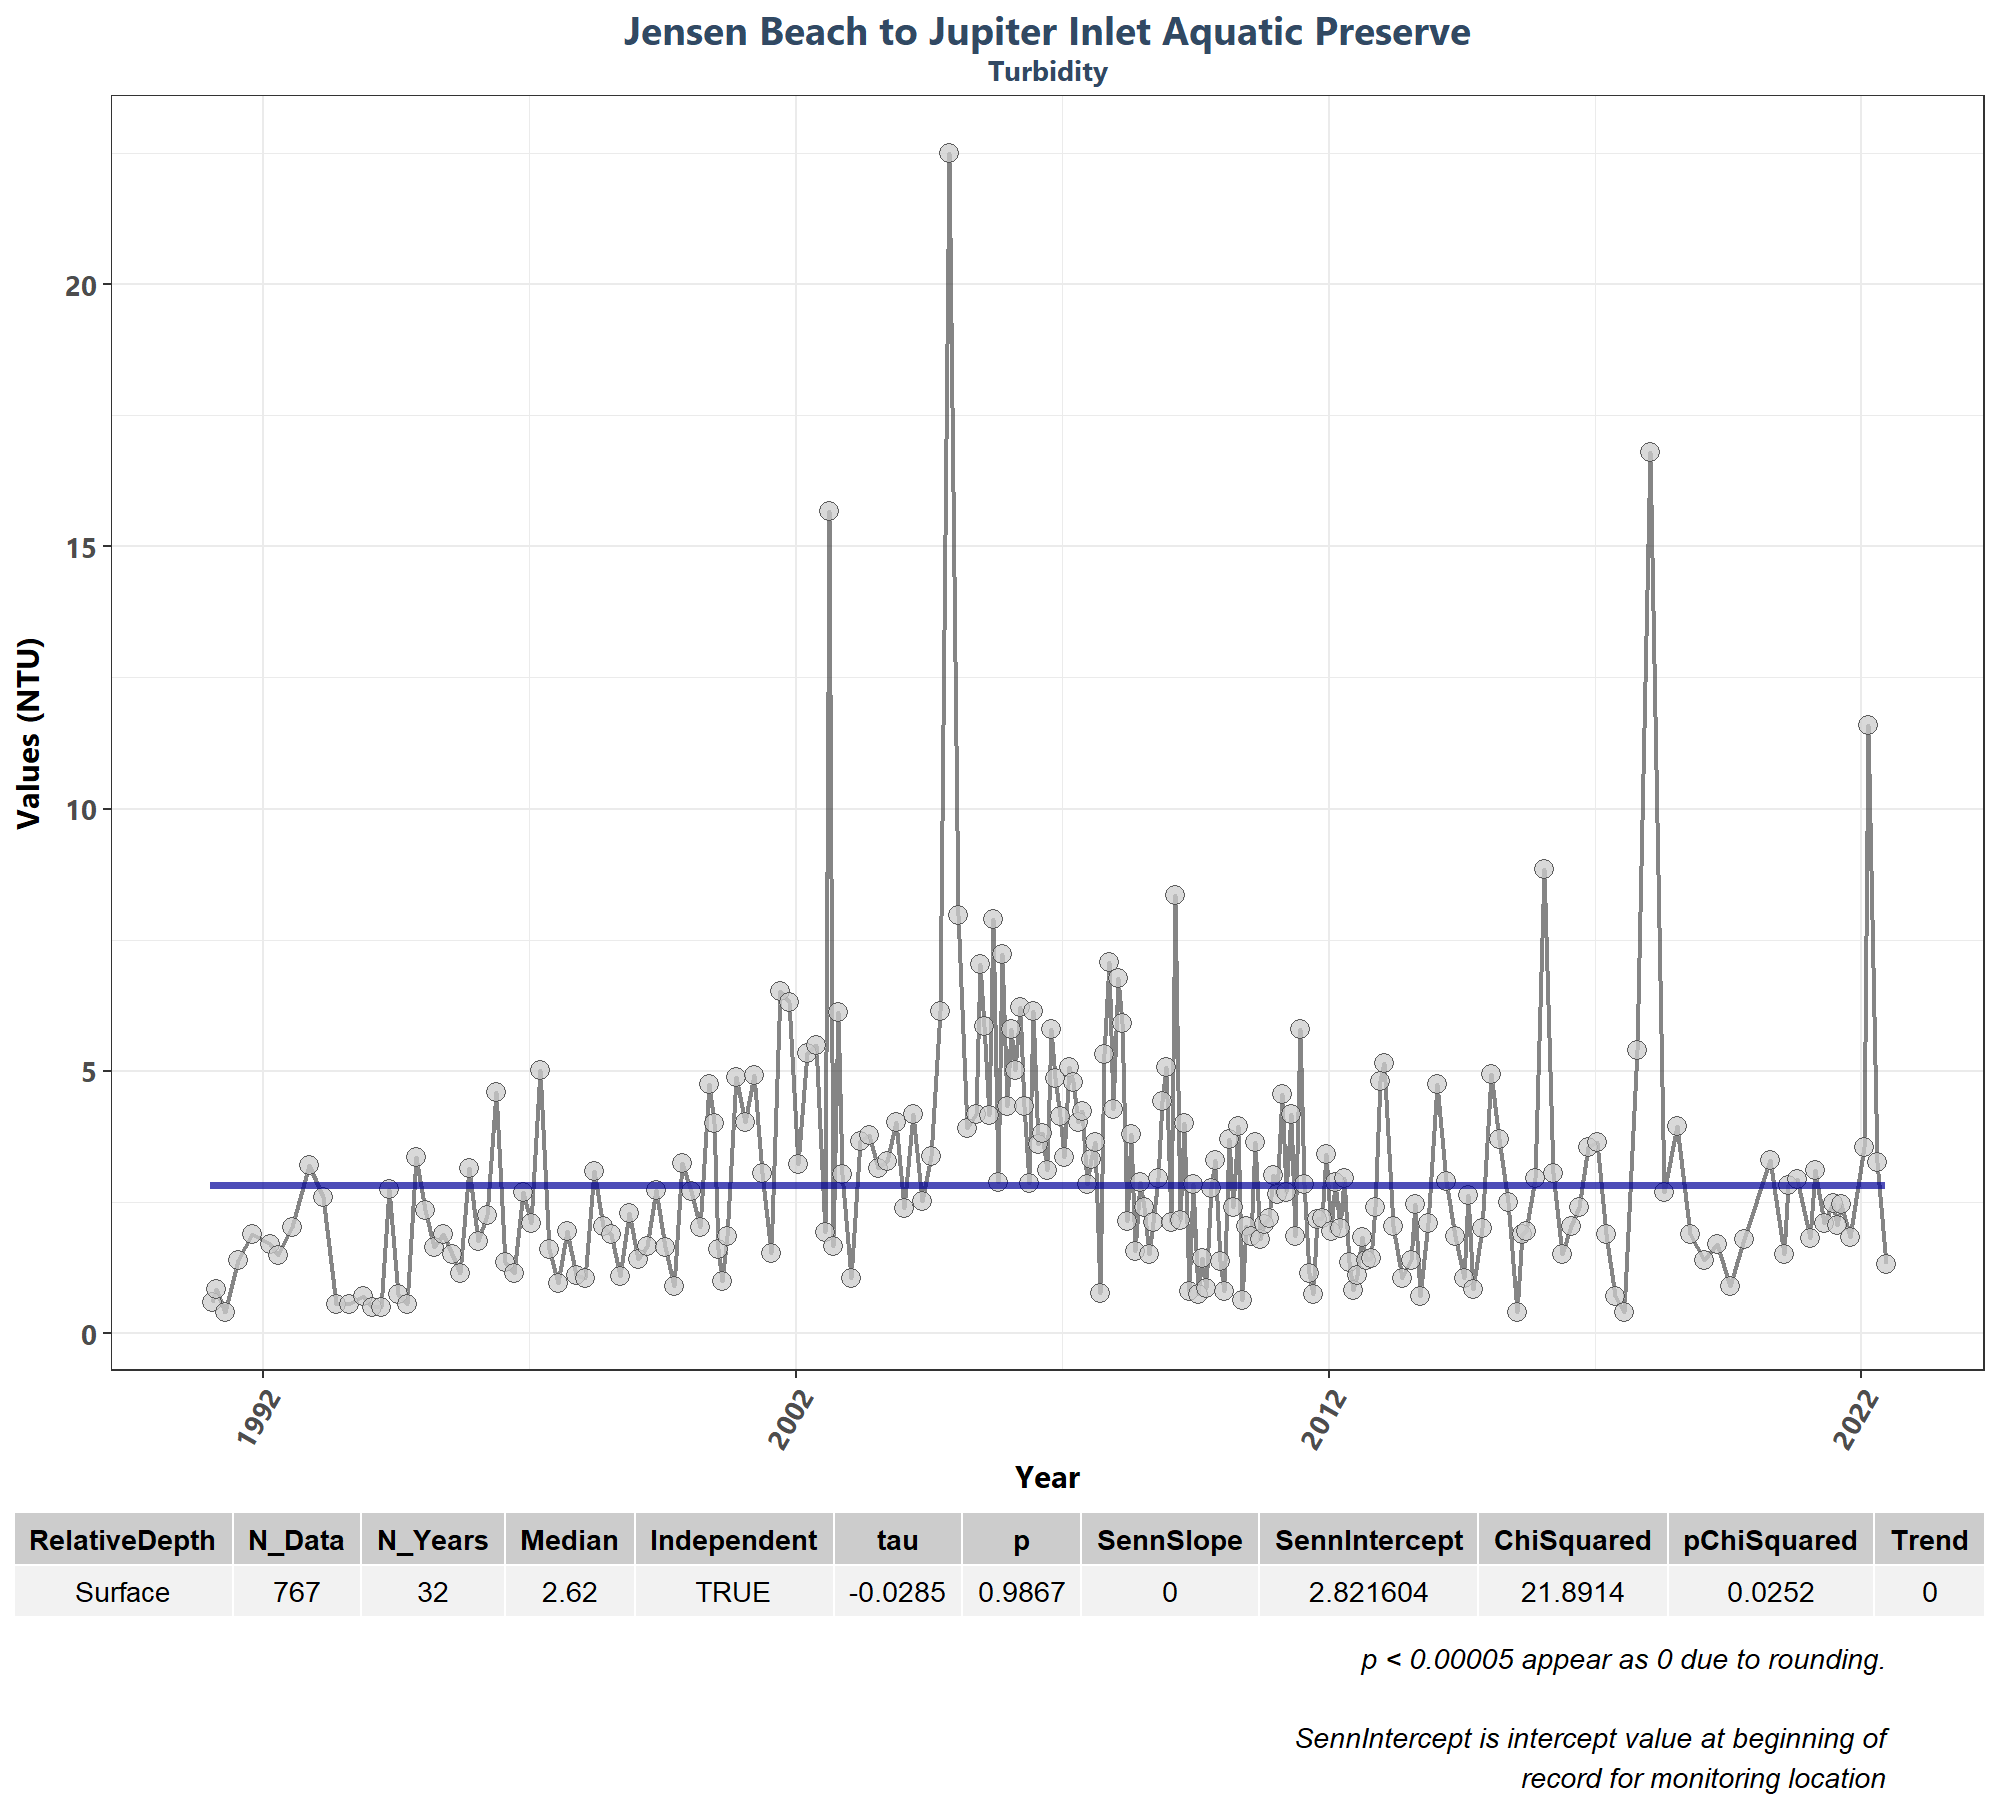 Jensen Beach to Jupiter Inlet Aquatic Preserve
Turbidity
Values (NTU)
20
15
10
5
0
1992
2002
2012
2022
Year
RelativeDepth N_Data N_Years Median Independent tau p SennSlope SennIntercept ChiSquared pChiSquared Trend
Surface 767 32 2.62 TRUE -0.0285 0.9867 0 2.821604 21.8914 0.0252 0
p < 0.00005 appear as 0 due to rounding.
SennIntercept is intercept value at beginning of
record for monitoring location